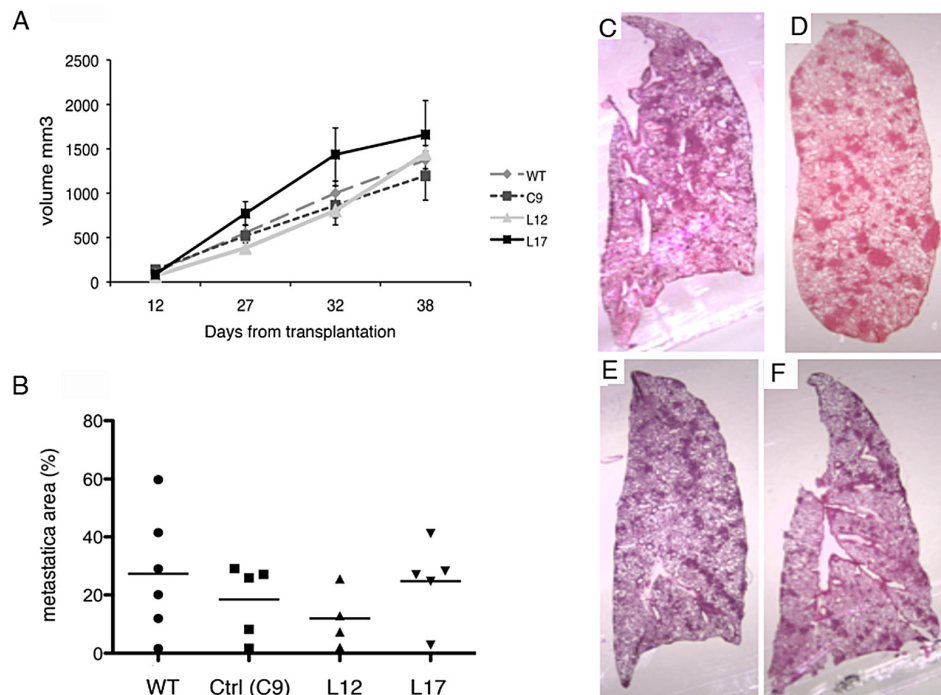 A
2500
2000
1500
1000
500
0
volume mm3
12 27 32 38
Days from transplantation
WT
C9
L12
L17
B
80
60
40
20
0
metastatica area (%)
WT Ctrl (C9) L12 L17
C
D
E
F